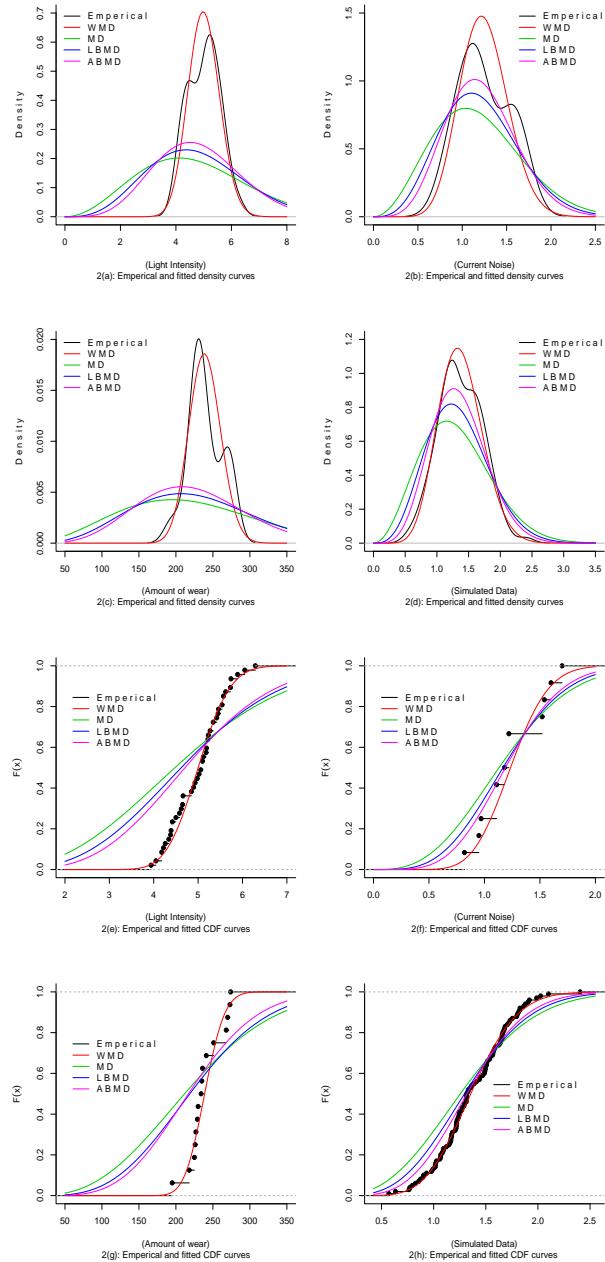 0.7
0.6
0.5
0.4
0.3
0.2
0.1
0.0
Density
Emperical
WMD
MD
LBMD
ABMD
0 2 4 6 8
(Light Intensity)
2(a): Emperical and fitted density curves
1.5
1.0
0.5
0.0
Density
Emperical
WMD
MD
LBMD
ABMD
0.0 0.5 1.0 1.5 2.0 2.5
(Current Noise)
2(b): Emperical and fitted density curves
0.020
0.015
0.010
0.005
0.000
Density
Emperical
WMD
MD
LBMD
ABMD
50 100 150 200 250 300 350
(Amount of wear)
2(c): Emperical and fitted density curves
1.2
1.0
0.8
0.6
0.4
0.2
0.0
Density
Emperical
WMD
MD
LBMD
ABMD
0.0 0.5 1.0 1.5 2.0 2.5 3.0 3.5
(Simulated Data)
2(d): Emperical and fitted density curves
1.0
0.8
0.6
0.4
0.2
0.0
F(x)
Emperical
WMD
MD
LBMD
ABMD
2 3 4 5 6 7
(Light Intensity)
2(e): Emperical and fitted CDF curves
1.0
0.8
0.6
0.4
0.2
0.0
F(x)
Emperical
WMD
MD
LBMD
ABMD
0.0 0.5 1.0 1.5 2.0
(Current Noise)
2(f): Emperical and fitted CDF curves
1.0
0.8
0.6
0.4
0.2
0.0
F(x)
Emperical
WMD
MD
LBMD
ABMD
50 100 150 200 250 300 350
(Amount of wear)
2(g): Emperical and fitted CDF curves
1.0
0.8
0.6
0.4
0.2
0.0
F(x)
Emperical
WMD
MD
LBMD
ABMD
0.5 1.0 1.5 2.0 2.5
(Simulated Data)
2(h): Emperical and fitted CDF curves